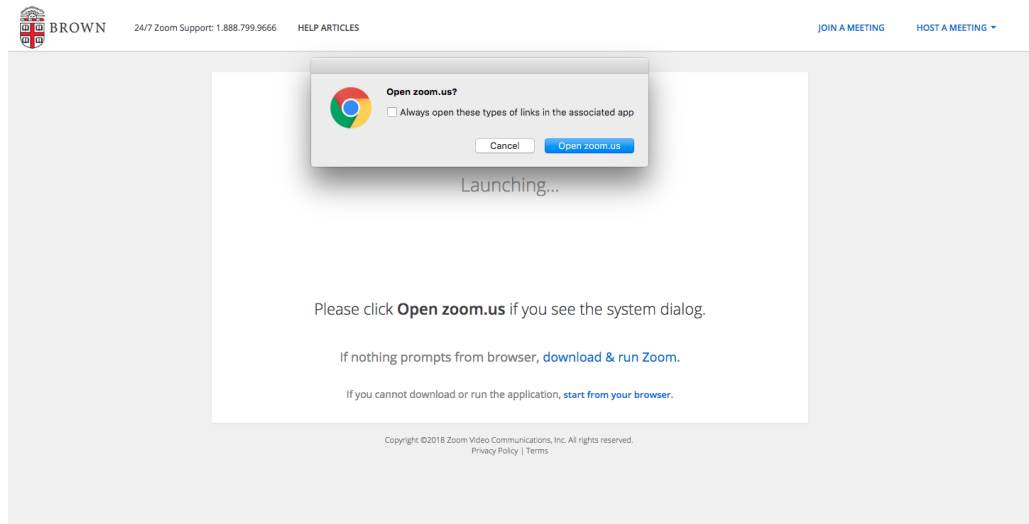 BROWN
24/7 Zoom Support: 1.888.799.9666
HELP ARTICLES
JOIN A MEETING
HOST A MEETING
Open zoom.us?
Always open these types of links in the associated app
Cancel
Open zoom.us
Launching...
Please click Open zoom.us if you see the system dialog.
If nothing prompts from browser, download & run Zoom.
If you cannot download or run the application, start from your browser.
Copyright ©2018 Zoom Video Communications, Inc. All rights reserved.
Privacy Policy | Terms